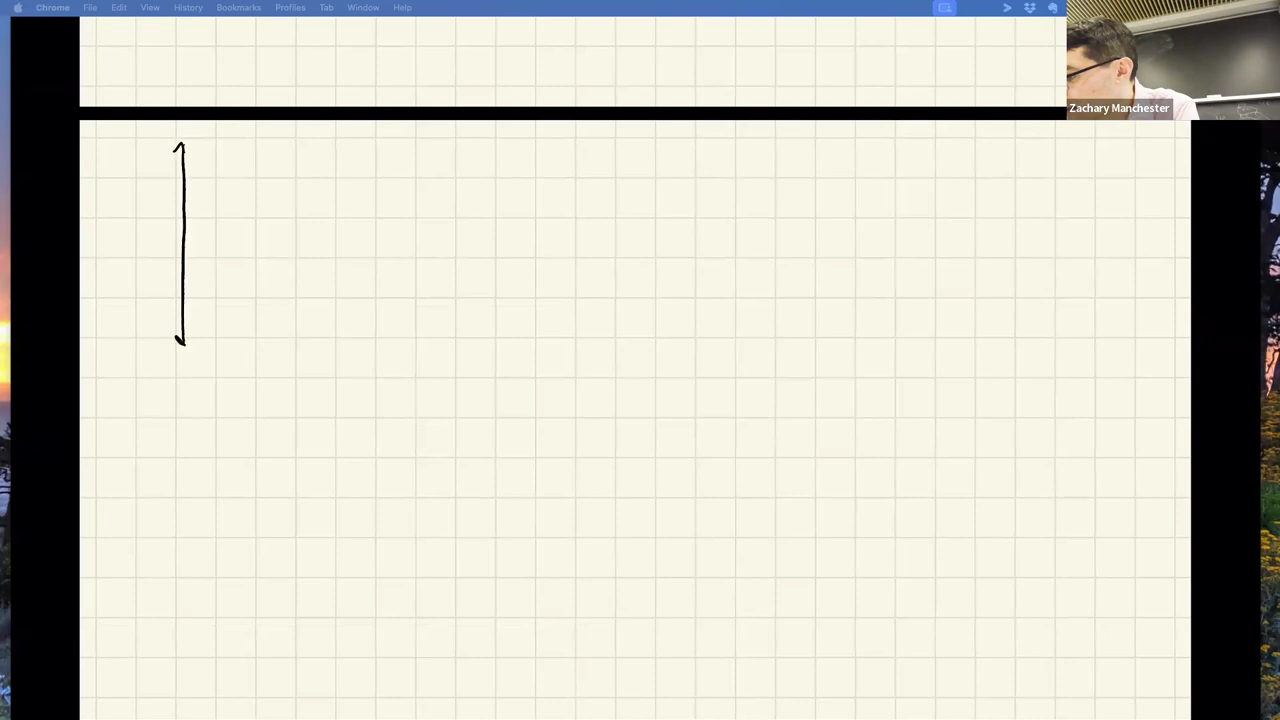 Chrome File Edit View History Bookmarks Profiles Tab Window Help
Zachary Manchester